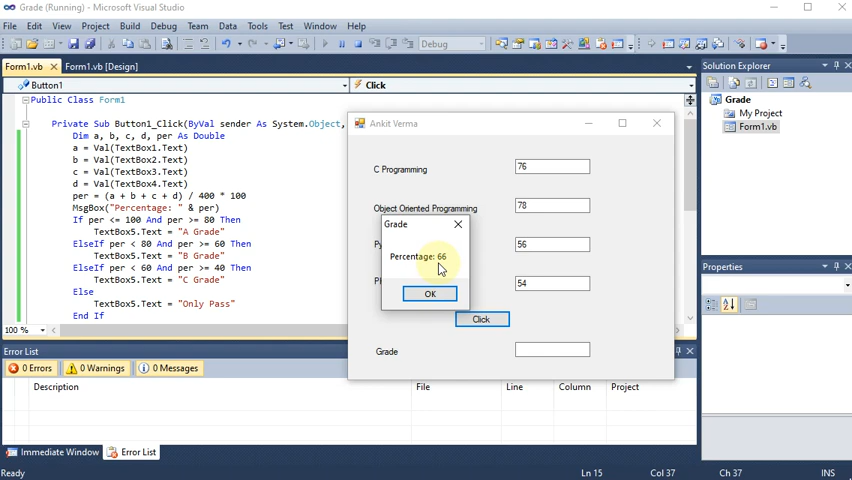 Grade (Running) - Microsoft Visual Studio
File Edit View Project Build Debug Team Data Tools Test Window Help
Debug
Form1.vb Form1.vb [Design]
Solution Explorer
Button1 Click
Grade
My Project
Form1.vb
Public Class Form1
Private Sub Button1_Click(ByVal sender As System.Object,
Dim a, b, c, d, per As Double
a = Val(TextBox1.Text)
b = Val(TextBox2.Text)
c = Val(TextBox3.Text)
d = Val(TextBox4.Text)
per = (a + b + c + d) / 400 * 100
MsgBox("Percentage: " & per)
If per <= 100 And per >= 80 Then
TextBox5.Text = "A Grade"
ElseIf per < 80 And per >= 60 Then
TextBox5.Text = "B Grade"
ElseIf per < 60 And per >= 40 Then
TextBox5.Text = "C Grade"
Else
TextBox5.Text = "Only Pass"
End If
100 %
Ankit Verma
C Programming 76
Object Oriented Programming 78
56
54
Click
Grade
Grade
Percentage: 66
OK
Properties
Error List
0 Errors 0 Warnings 0 Messages
Description File Line Column Project
Immediate Window Error List
Ready Ln 15 Col 37 Ch 37 INS